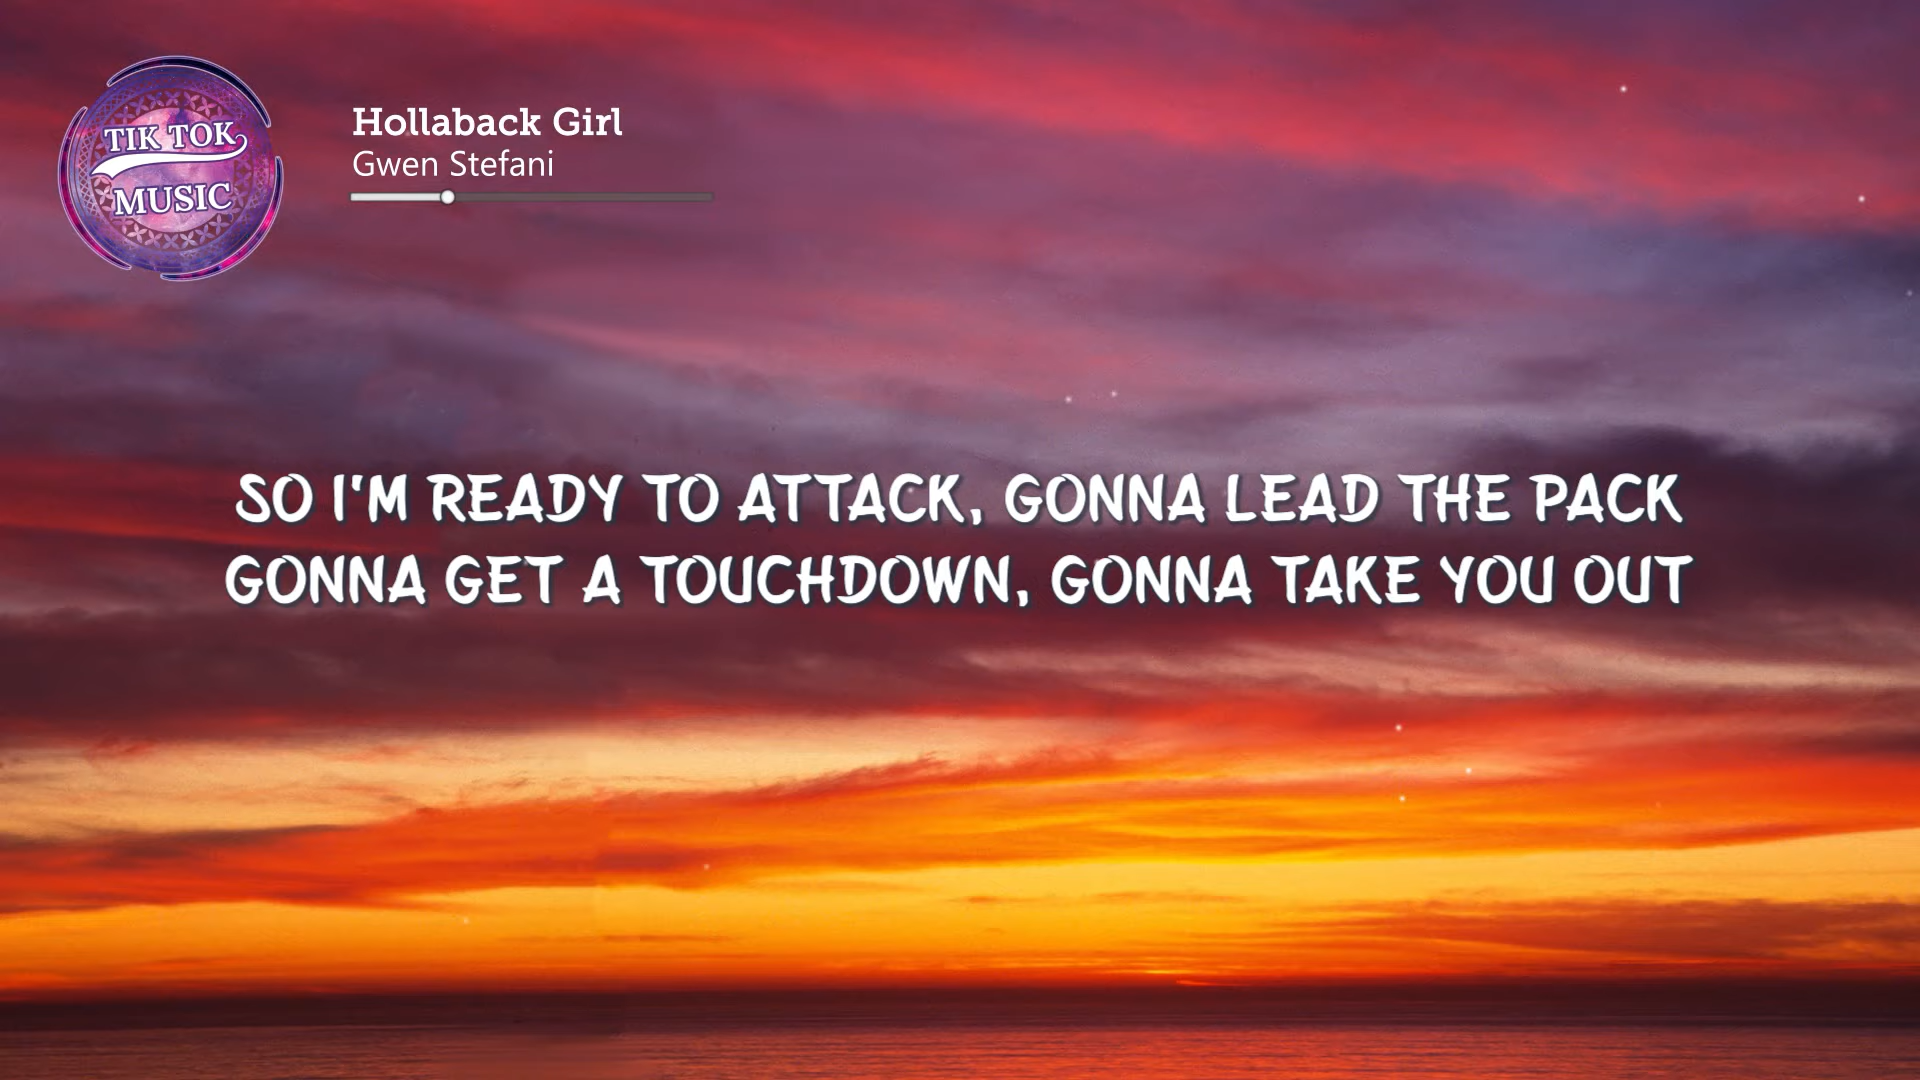 TIK TOK
MUSIC
Hollaback Girl
Gwen Stefani
SO I'M READY TO ATTACK, GONNA LEAD THE PACK
GONNA GET A TOUCHDOWN, GONNA TAKE YOU OUT